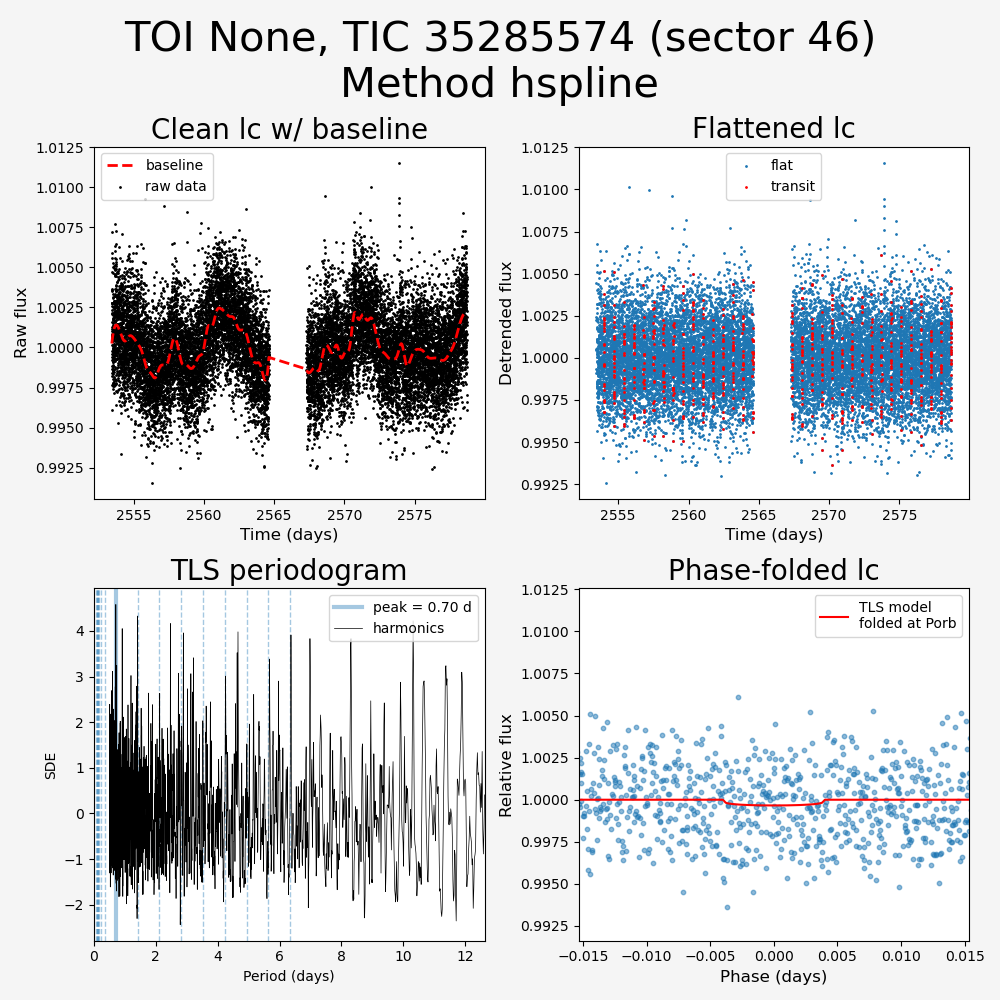 TOI None, TIC 35285574 (sector 46)
Method hspline
Clean lc w/ baseline
Raw flux
1.0125
1.0100
1.0075
1.0050
1.0025
1.0000
0.9975
0.9950
0.9925
baseline
raw data
2555 2560 2565 2570 2575
Time (days)
Flattened lc
Detrended flux
1.0125
1.0100
1.0075
1.0050
1.0025
1.0000
0.9975
0.9950
0.9925
flat
transit
2555 2560 2565 2570 2575
Time (days)
TLS periodogram
SDE
4
3
2
1
0
−1
−2
peak = 0.70 d
harmonics
0 2 4 6 8 10 12
Period (days)
Phase-folded lc
Relative flux
1.0125
1.0100
1.0075
1.0050
1.0025
1.0000
0.9975
0.9950
0.9925
TLS model
folded at Porb
−0.015 −0.010 −0.005 0.000 0.005 0.010 0.015
Phase (days)